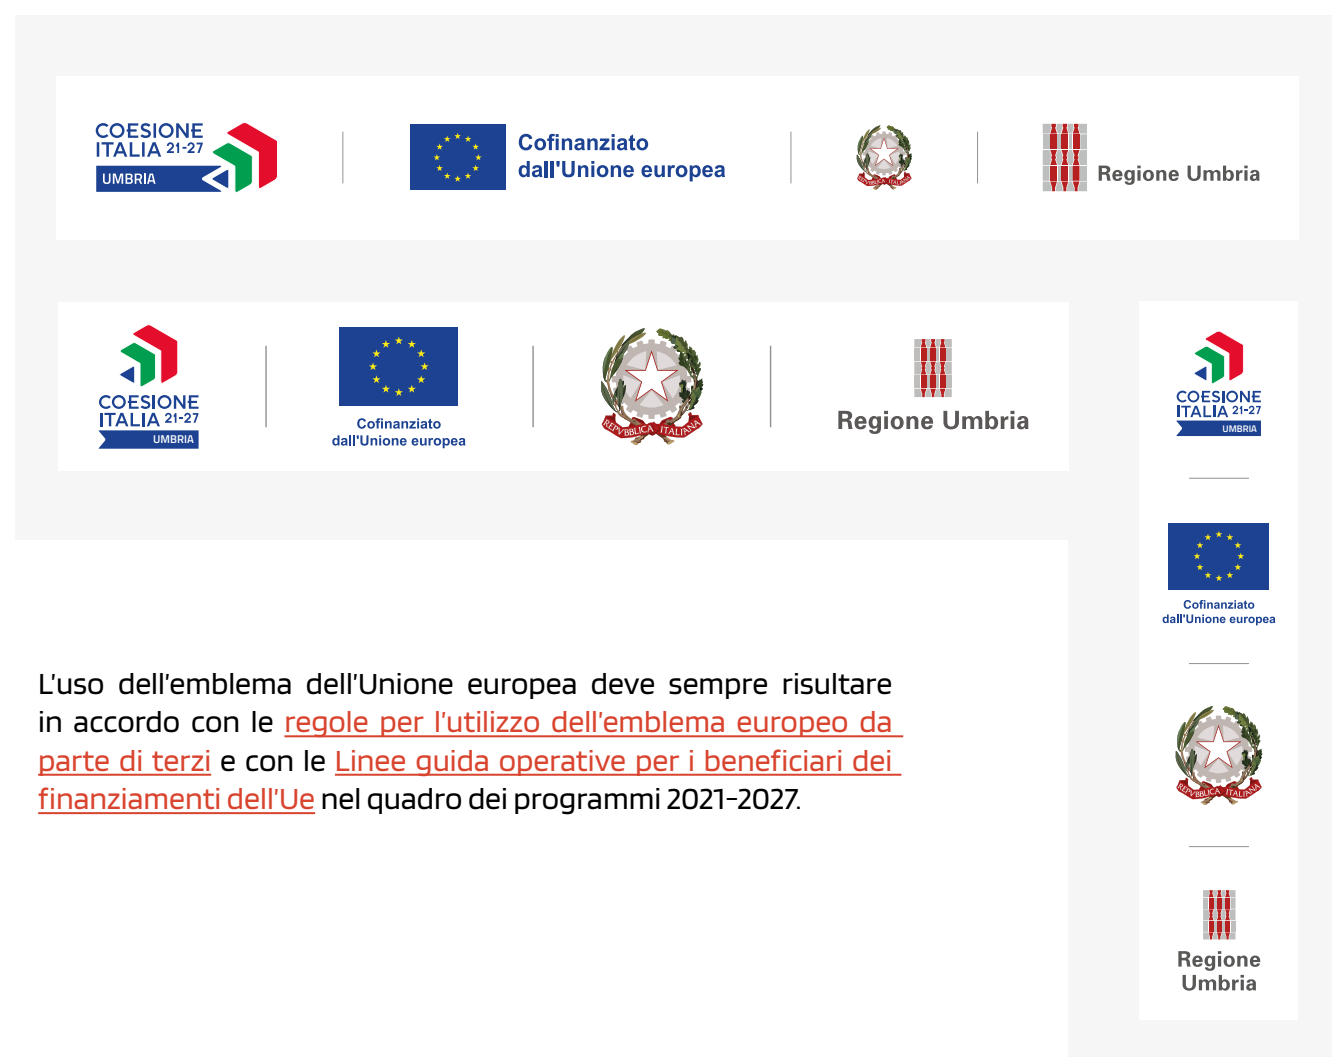 COESIONE
ITALIA 21-27
UMBRIA
Cofinanziato
dall'Unione europea
REPVBBLICA ITALIANA
Regione Umbria
COESIONE
ITALIA 21-27
UMBRIA
Cofinanziato
dall'Unione europea
REPVBBLICA ITALIANA
Regione Umbria
COESIONE
ITALIA 21-27
UMBRIA
Cofinanziato
dall'Unione europea
REPVBBLICA ITALIANA
Regione
Umbria
L'uso dell'emblema dell'Unione europea deve sempre risultare
in accordo con le regole per l'utilizzo dell'emblema europeo da
parte di terzi e con le Linee guida operative per i beneficiari dei
finanziamenti dell'Ue nel quadro dei programmi 2021-2027.